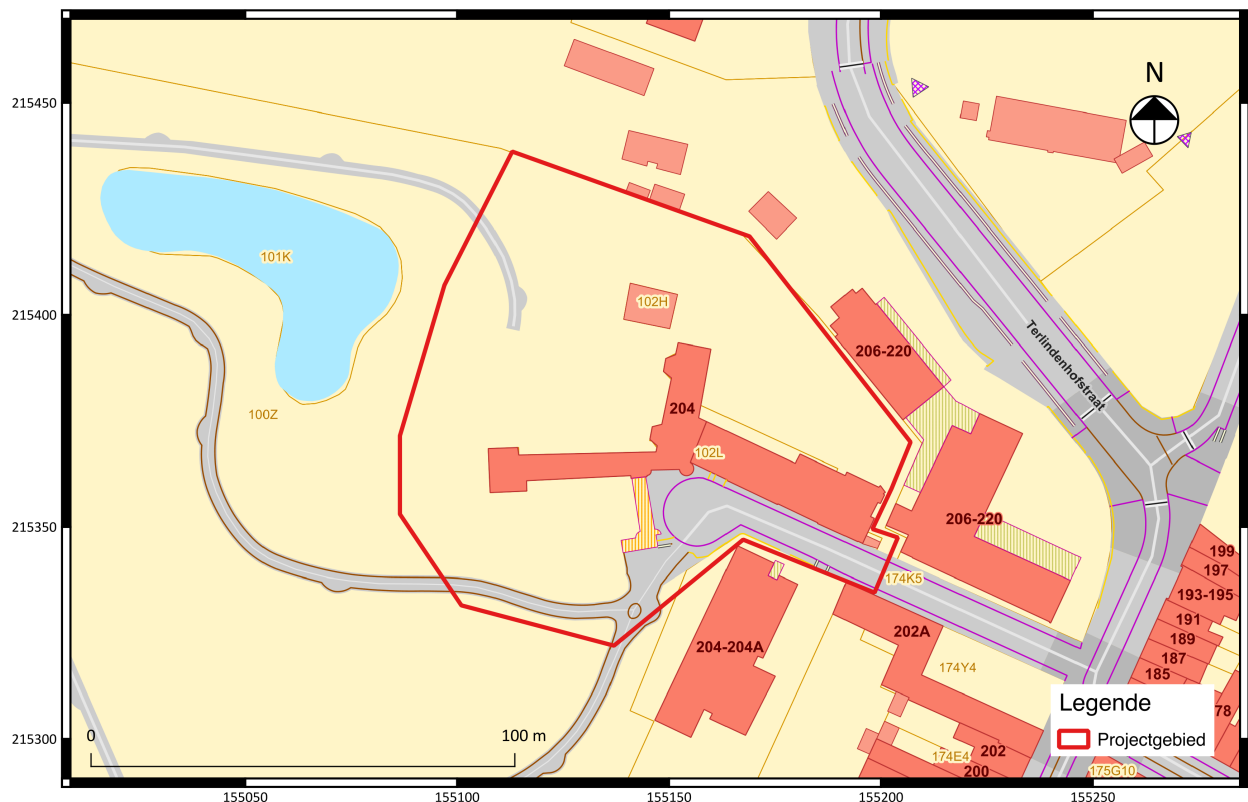 N
215450
215400
215350
215300
101K
100Z
102H
206-220
Terlindenhofstraat
204
102L
206-220
174K5
199
197
193-195
191
189
187
185
78
202A
204-204A
174Y4
202
174E4
200
175G10
Legende
Projectgebied
0
100 m
155050
155100
155150
155200
155250